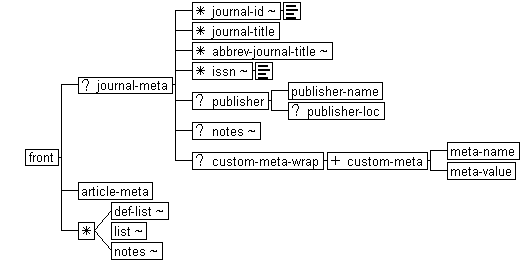 * journal-id ~
* journal-title
* abbrev-journal-title ~
* issn ~
? journal-meta
? publisher
publisher-name
? publisher-loc
? notes ~
front
? custom-meta-wrap
+ custom-meta
meta-name
meta-value
article-meta
*
def-list ~
list ~
notes ~